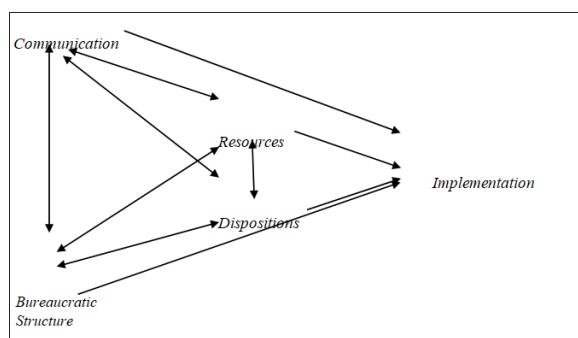 Communication
Resources
Implementation
Dispositions
Bureaucratic
Structure